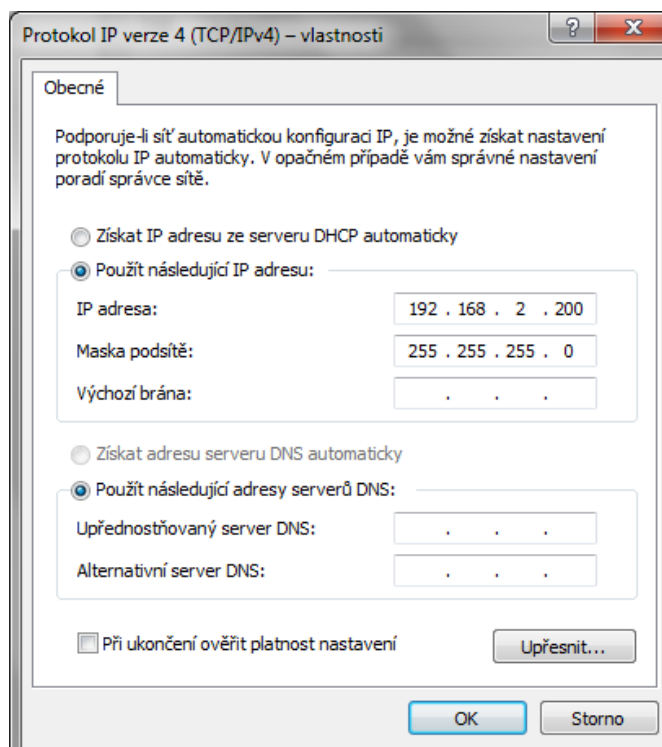 Protokol IP verze 4 (TCP/IPv4) – vlastnosti
Obecné
Podporuje-li síť automatickou konfiguraci IP, je možné získat nastavení
protokolu IP automaticky. V opačném případě vám správné nastavení
poradí správce sítě.
Získat IP adresu ze serveru DHCP automaticky
Použít následující IP adresu:
IP adresa: 192 . 168 . 2 . 200
Maska podsítě: 255 . 255 . 255 . 0
Výchozí brána: . . .
Získat adresu serveru DNS automaticky
Použít následující adresy serverů DNS:
Upřednostňovaný server DNS: . . .
Alternativní server DNS: . . .
Při ukončení ověřit platnost nastavení
Upřesnit...
OK Storno